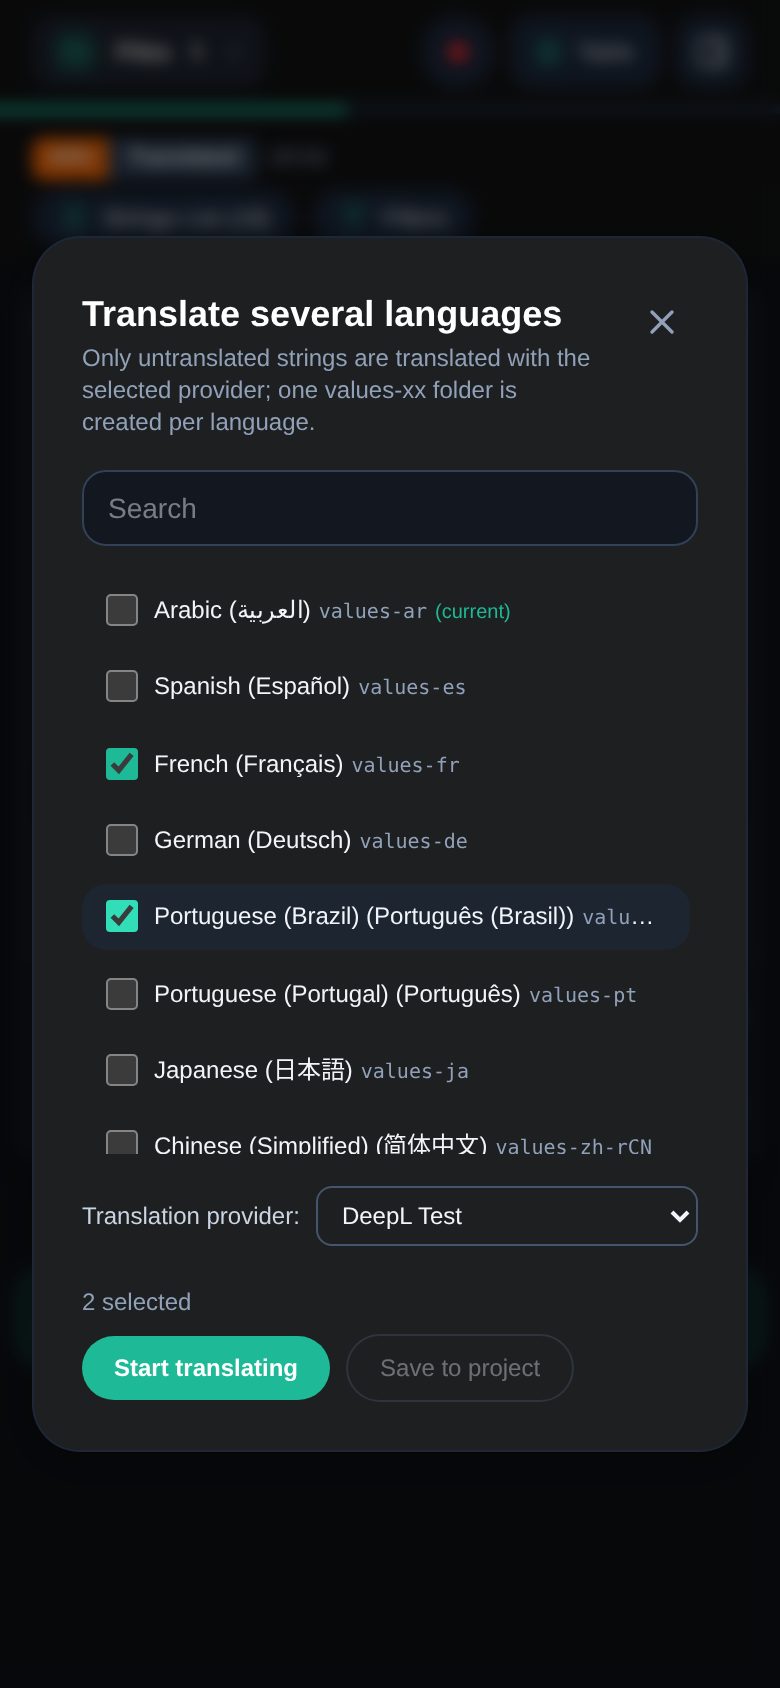 Translate several languages
Only untranslated strings are translated with the
selected provider; one values-xx folder is
created per language.
Search
Arabic (العربية) values-ar (current)
Spanish (Español) values-es
French (Français) values-fr
German (Deutsch) values-de
Portuguese (Brazil) (Português (Brasil)) valu…
Portuguese (Portugal) (Português) values-pt
Japanese (日本語) values-ja
Chinese (Simplified) (简体中文) values-zh-rCN
Translation provider: DeepL Test
2 selected
Start translating Save to project